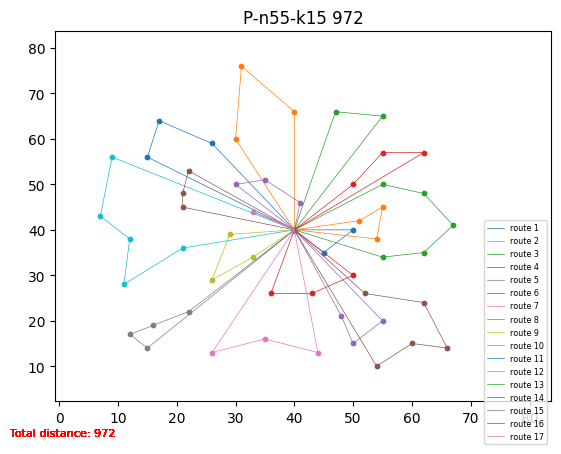 P-n55-k15 972
80
70
60
50
40
30
20
10
0
10
20
30
40
50
60
70
route 1
route 2
route 3
route 4
route 5
route 6
route 7
route 8
route 9
route 10
route 11
route 12
route 13
route 14
route 15
route 16
route 17
Total distance: 972